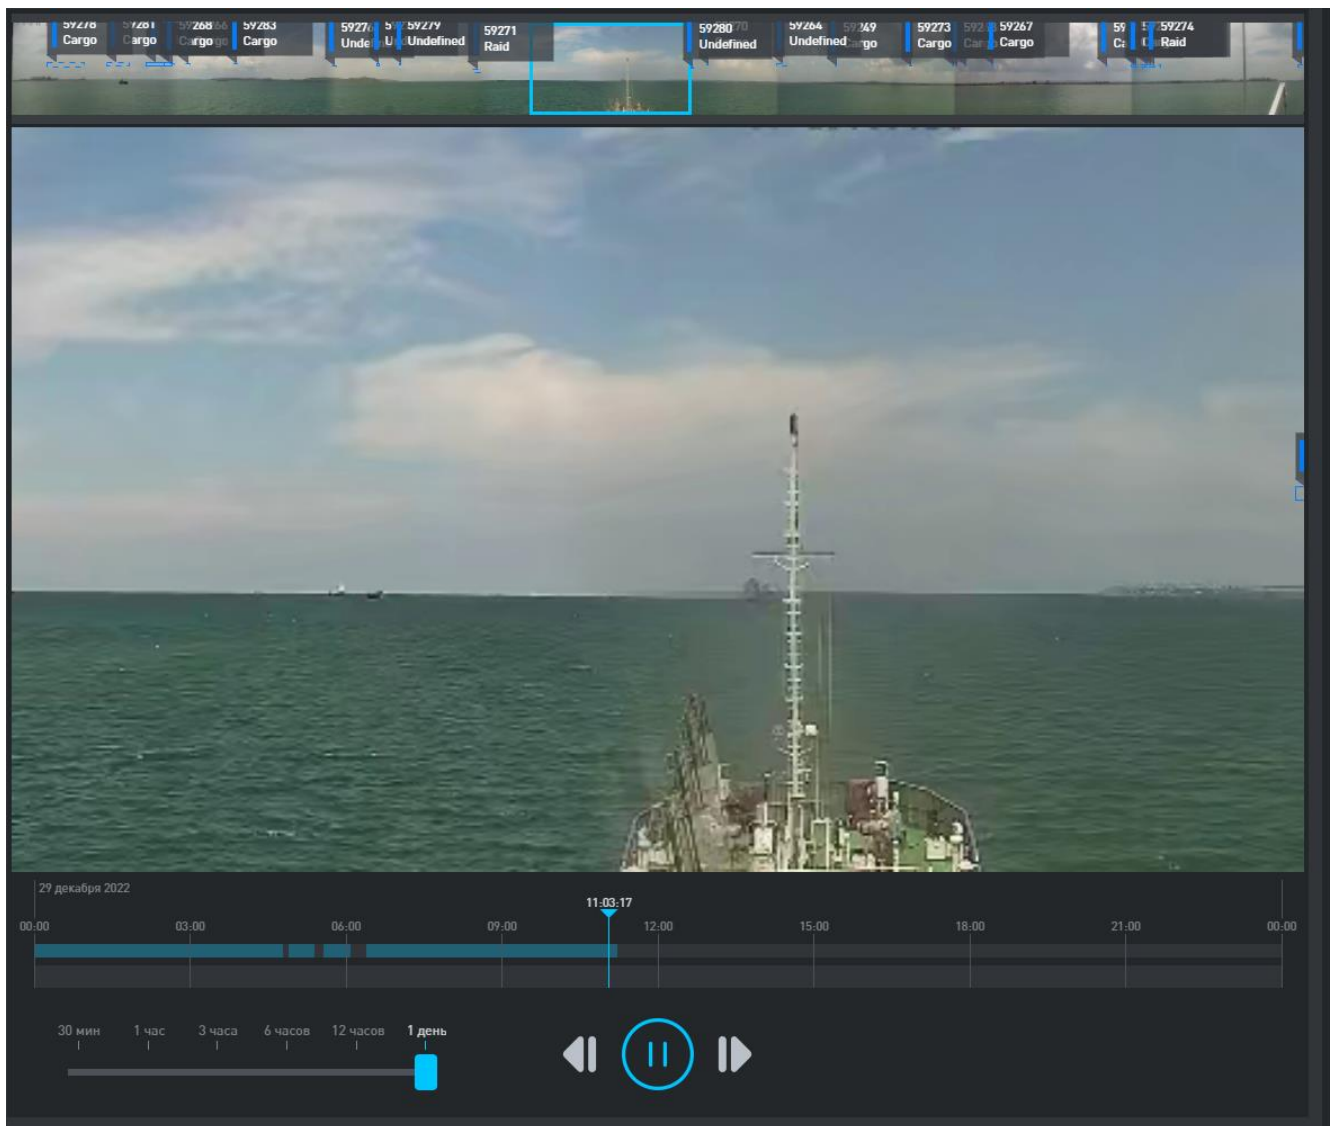 59278
Cargo
59283
Cargo
59279
Undefined
59271
Raid
59280
Undefined
59264
Undefined
59273
Cargo
59267
Cargo
59274
Raid
29 декабря 2022
11:03:17
00:00 03:00 06:00 09:00 12:00 15:00 18:00 21:00 00:00
30 мин 1 час 3 часа 6 часов 12 часов 1 день